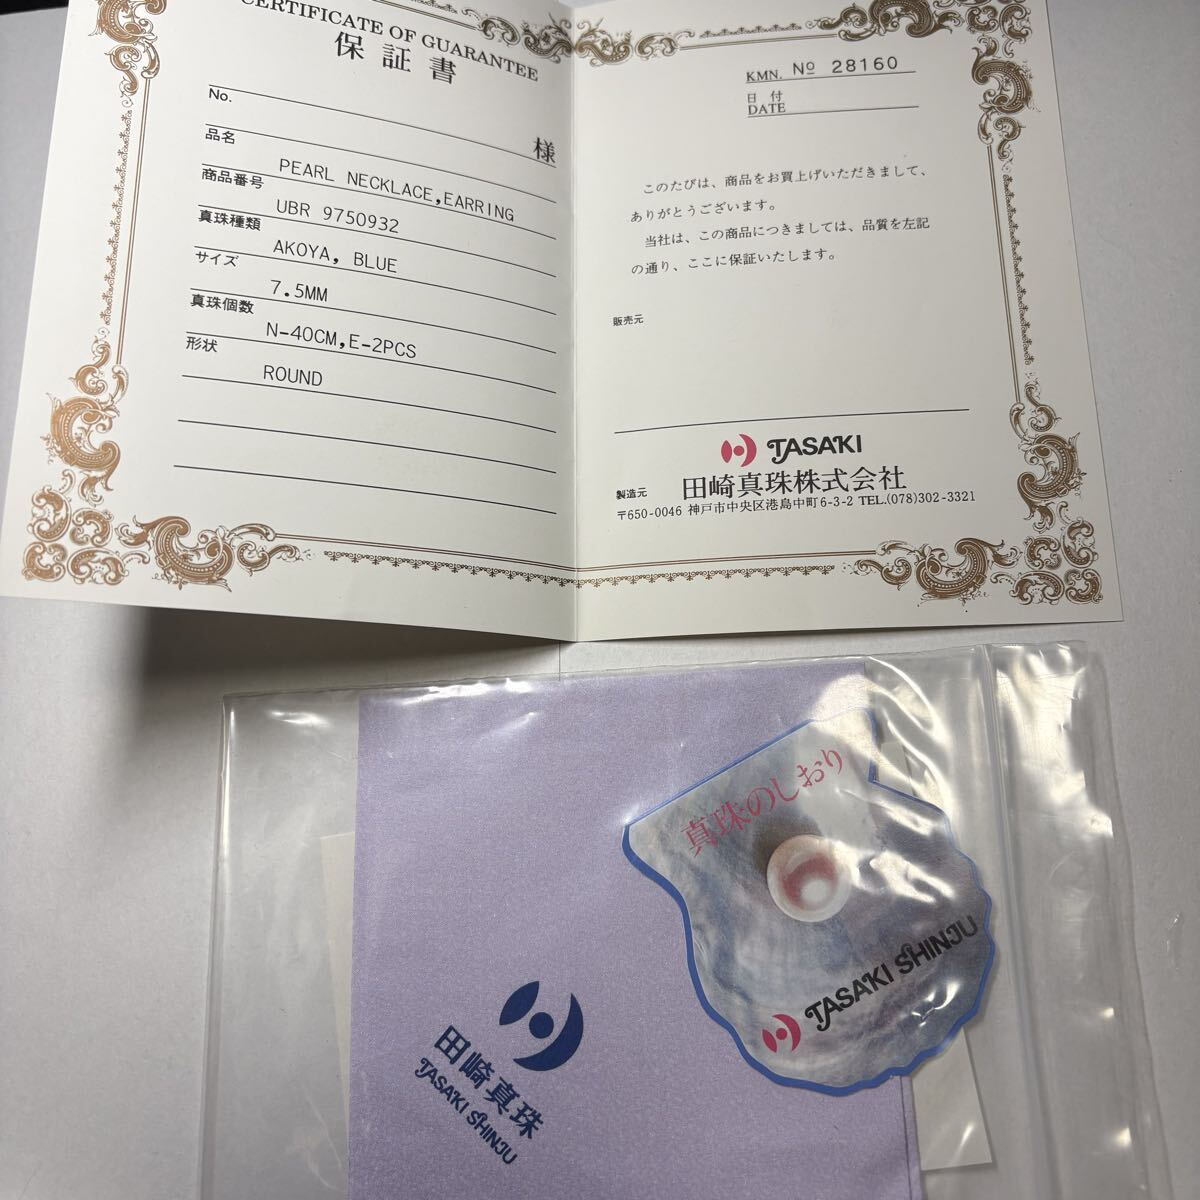 CERTIFICATE OF GUARANTEE
保証書
No.
様
品名
PEARL NECKLACE,EARRING
商品番号
UBR 9750932
真珠種類
AKOYA, BLUE
サイズ
7.5MM
真珠個数
N-40CM,E-2PCS
形状
ROUND
KMN. No 28160
日付
DATE
このたびは、商品をお買上げいただきまして、
ありがとうございます。
当社は、この商品につきましては、品質を左記
の通り、ここに保証いたします。
販売元
TASAKI
製造元 田崎真珠株式会社
〒650-0046 神戸市中央区港島中町6-3-2 TEL.(078)302-3321
真珠のしおり
TASAKI SHINJU
田崎真珠
TASAKI SHINJU